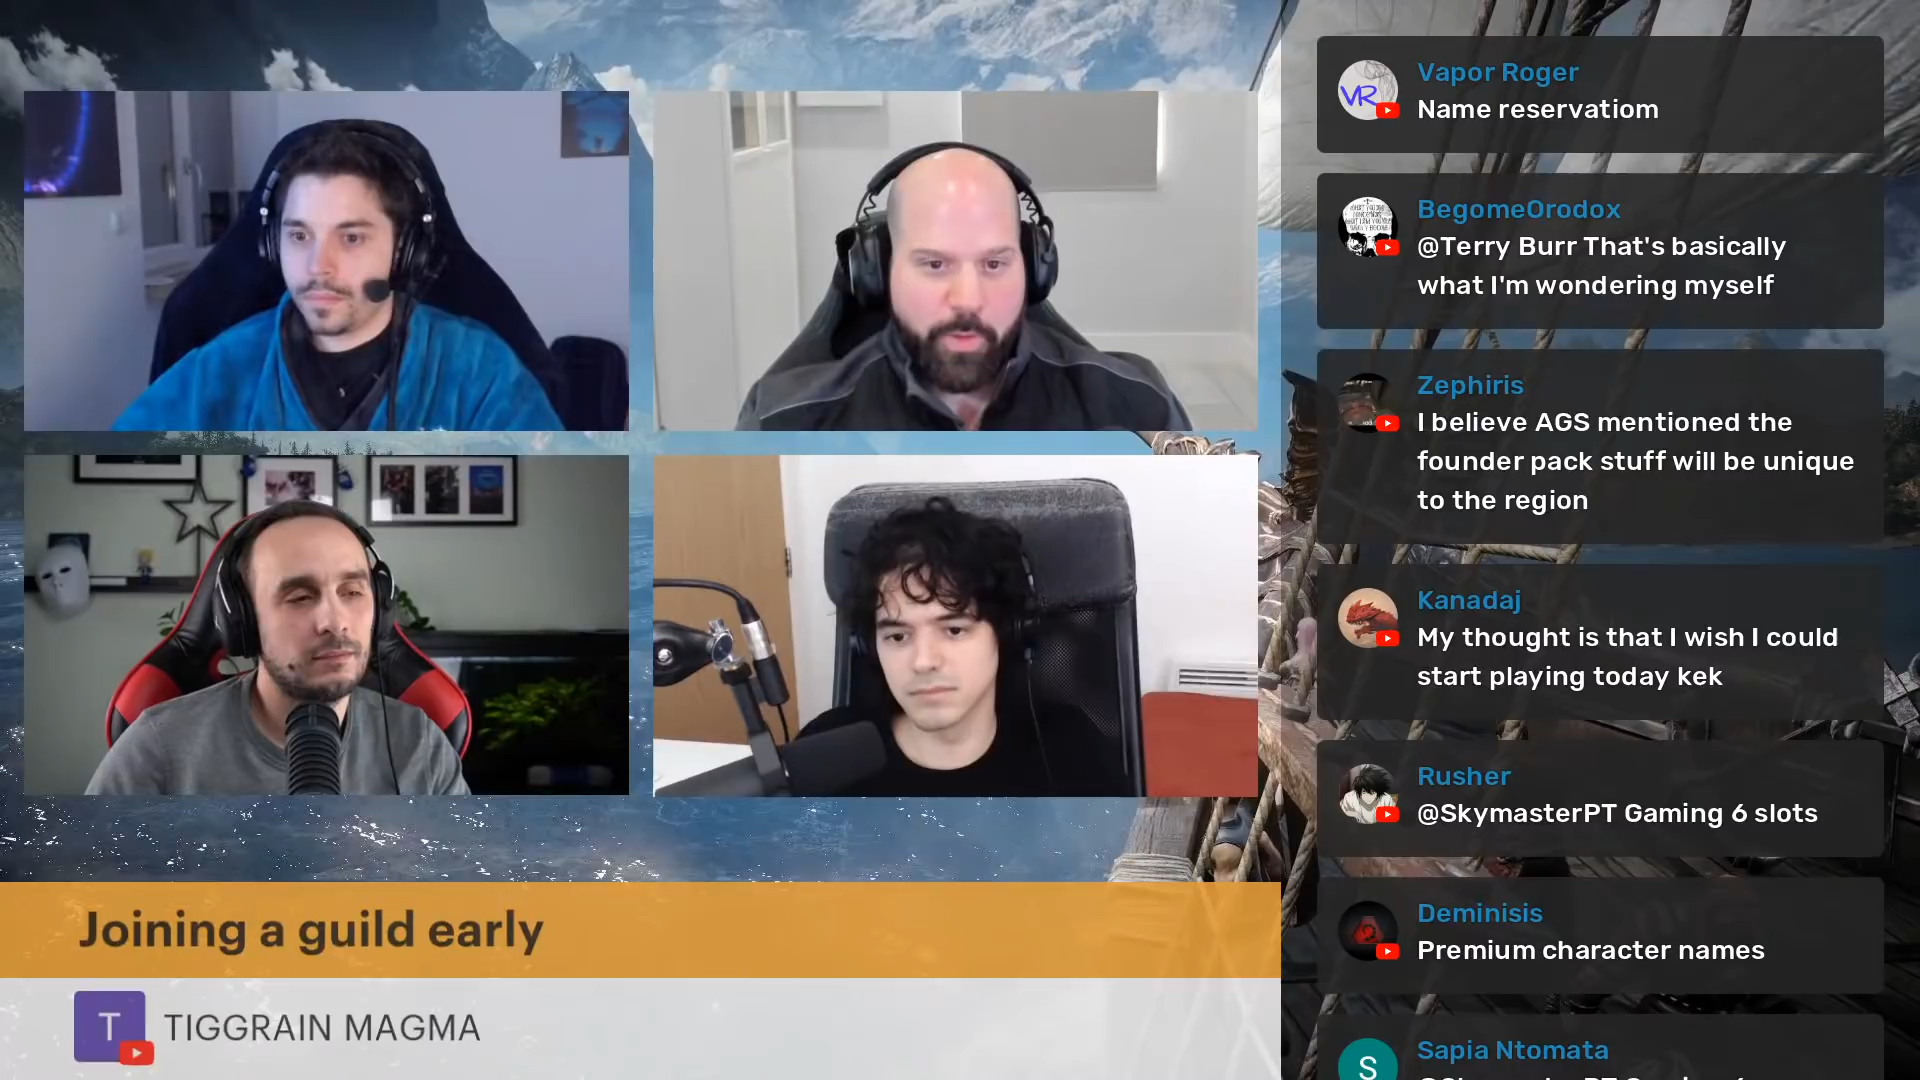 Vapor Roger
VR
Name reservatiom
BegomeOrodox
@Terry Burr That's basically
what I'm wondering myself
Zephiris
I believe AGS mentioned the
founder pack stuff will be unique
to the region
Kanadaj
My thought is that I wish I could
start playing today kek
Rusher
@SkymasterPT Gaming 6 slots
Deminisis
Premium character names
Sapia Ntomata
S
Joining a guild early
T
TIGGRAIN MAGMA